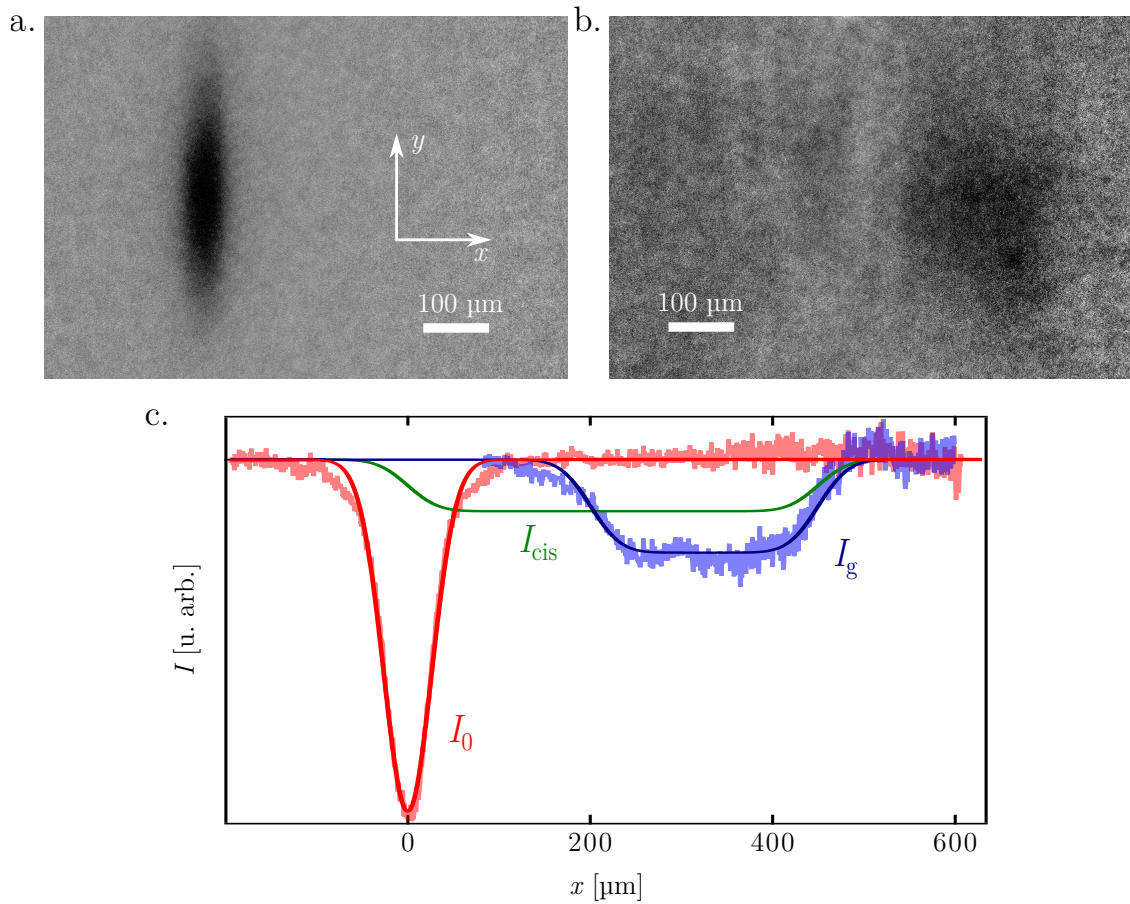 a.
y
x
100 µm
b.
100 µm
c.
I [u. arb.]
I_cis
I_g
I_0
0 200 400 600
x [µm]